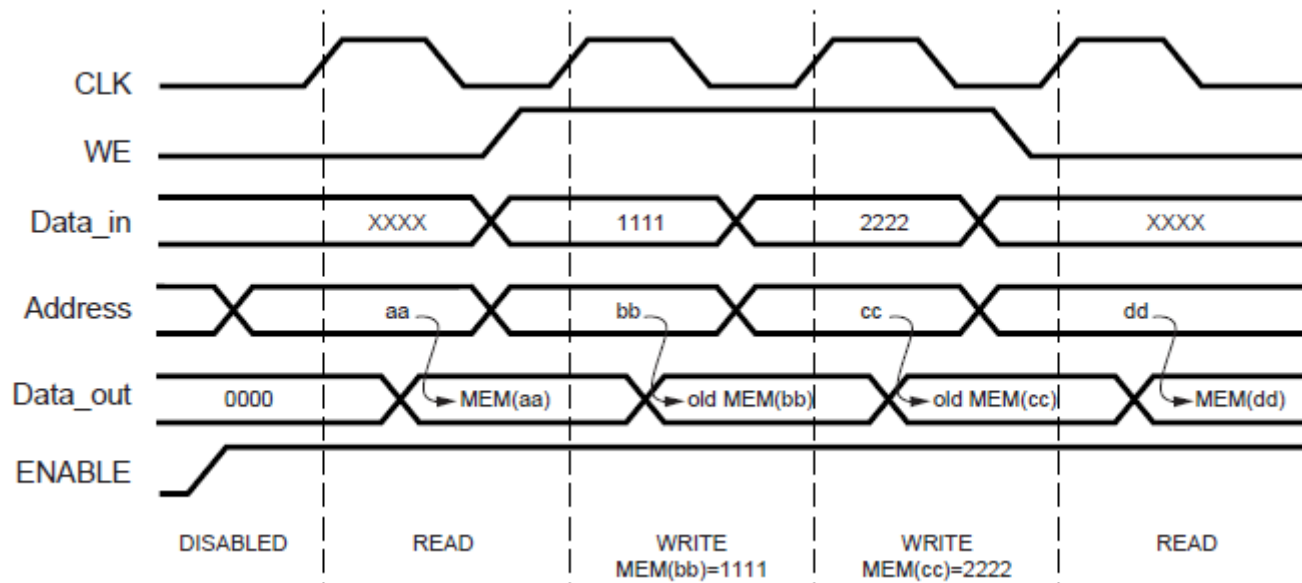 CLK
WE
Data_in XXXX 1111 2222 XXXX
Address aa bb cc dd
Data_out 0000 MEM(aa) old MEM(bb) old MEM(cc) MEM(dd)
ENABLE
DISABLED READ WRITE WRITE READ
MEM(bb)=1111 MEM(cc)=2222